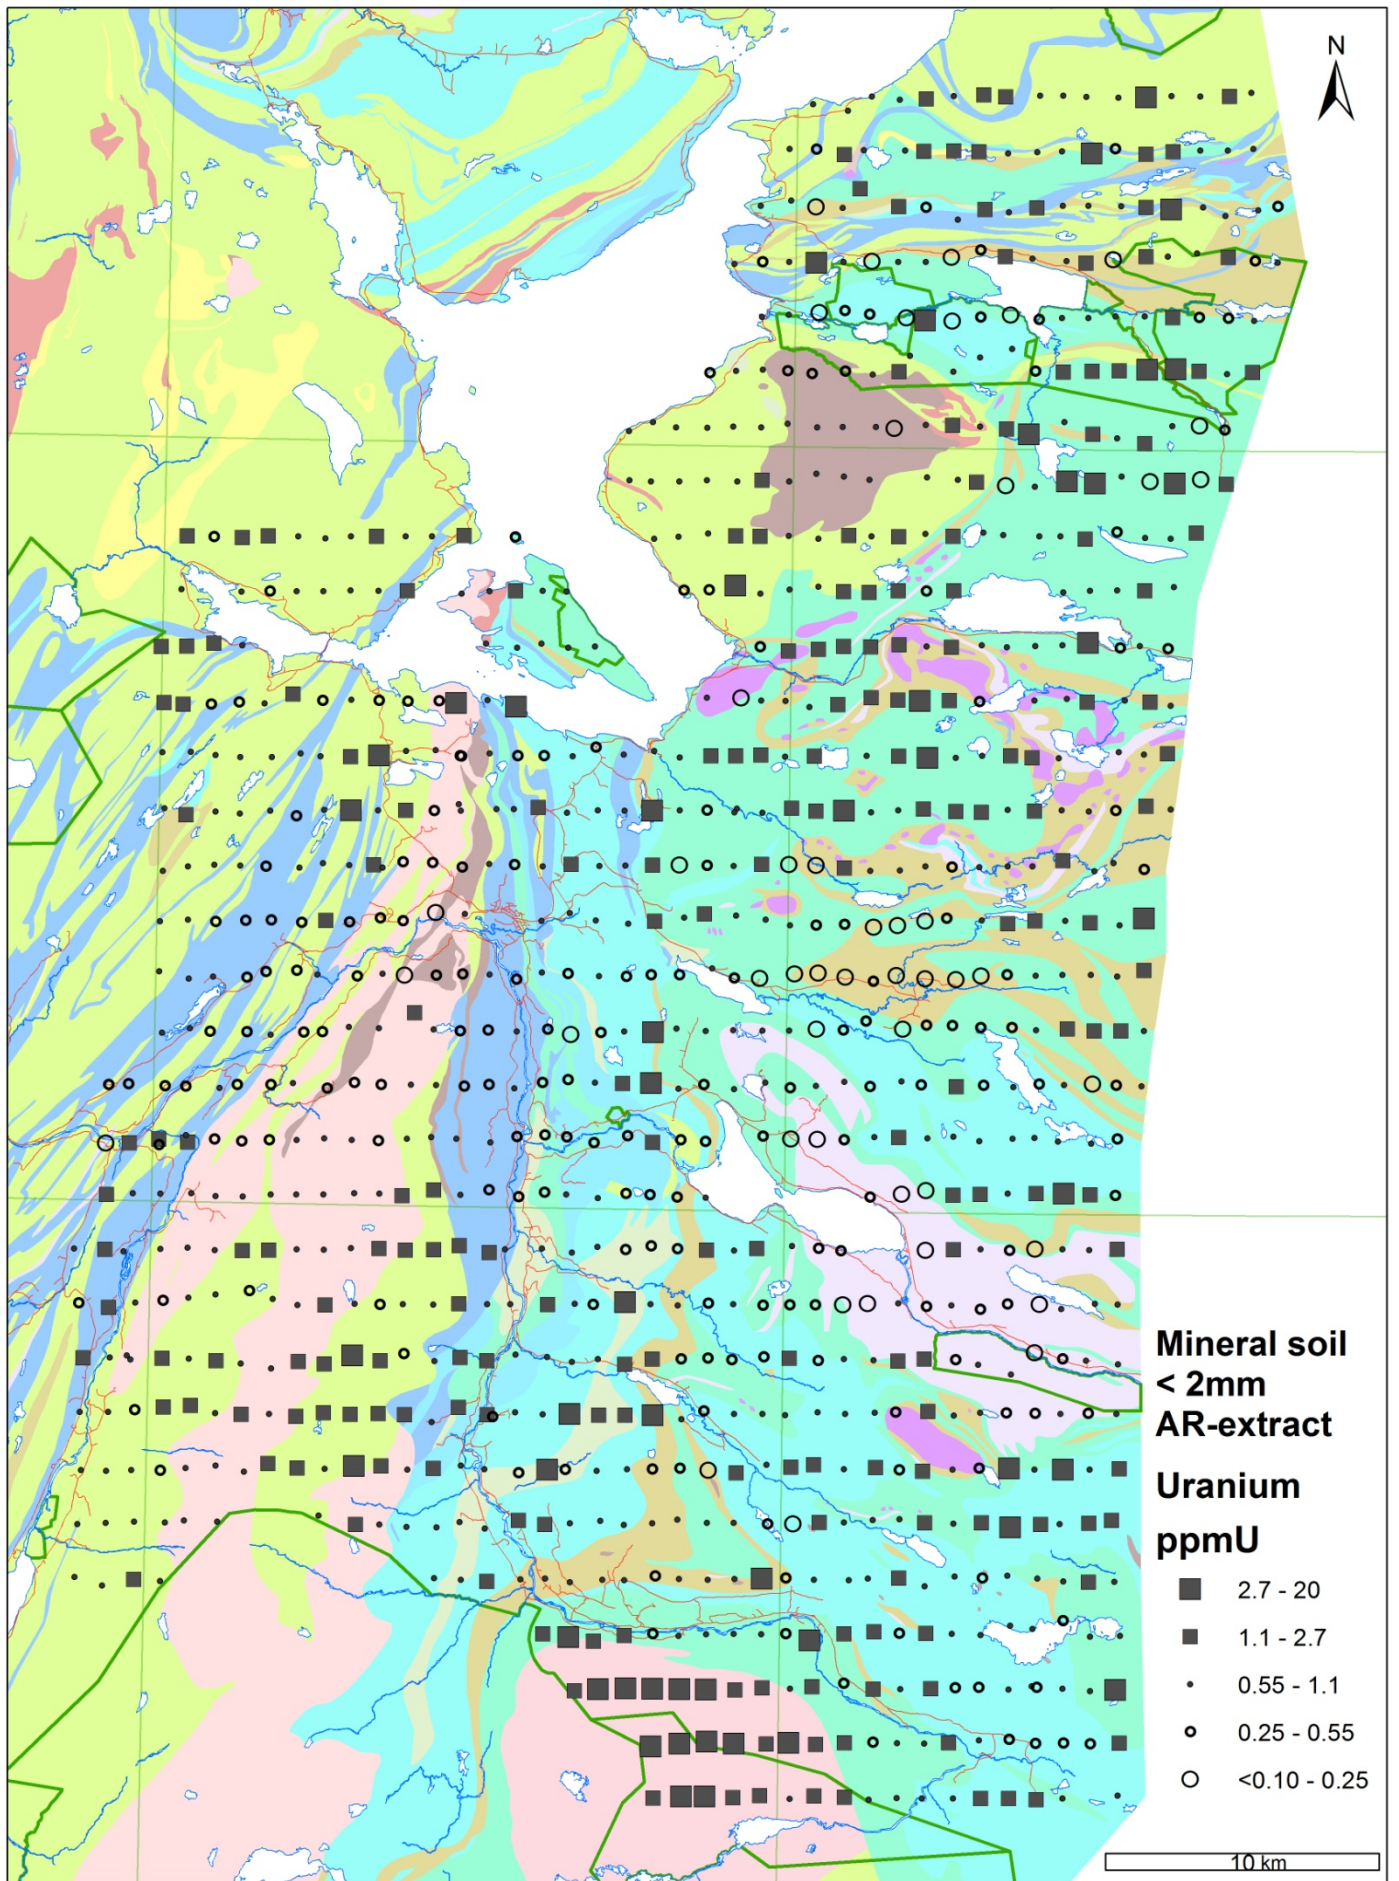 N
Mineral soil
< 2mm
AR-extract
Uranium
ppmU
2.7 - 20
1.1 - 2.7
0.55 - 1.1
0.25 - 0.55
<0.10 - 0.25
10 km